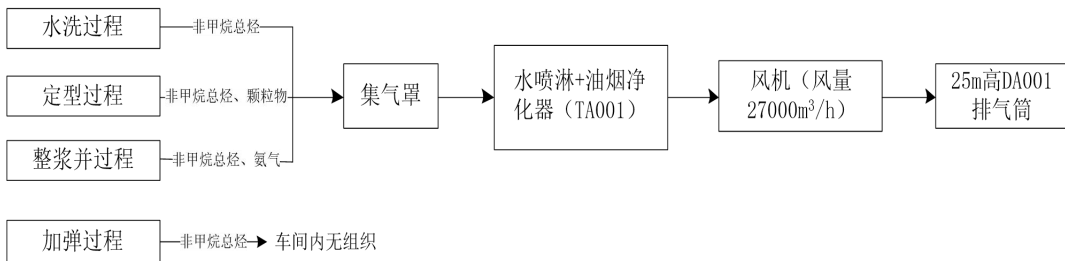 水洗过程
非甲烷总烃
定型过程
非甲烷总烃、颗粒物
整浆并过程
非甲烷总烃、氨气
集气罩
水喷淋+油烟净
化器（TA001）
风机（风量
27000m³/h）
25m高DA001
排气筒
加弹过程
非甲烷总烃
车间内无组织